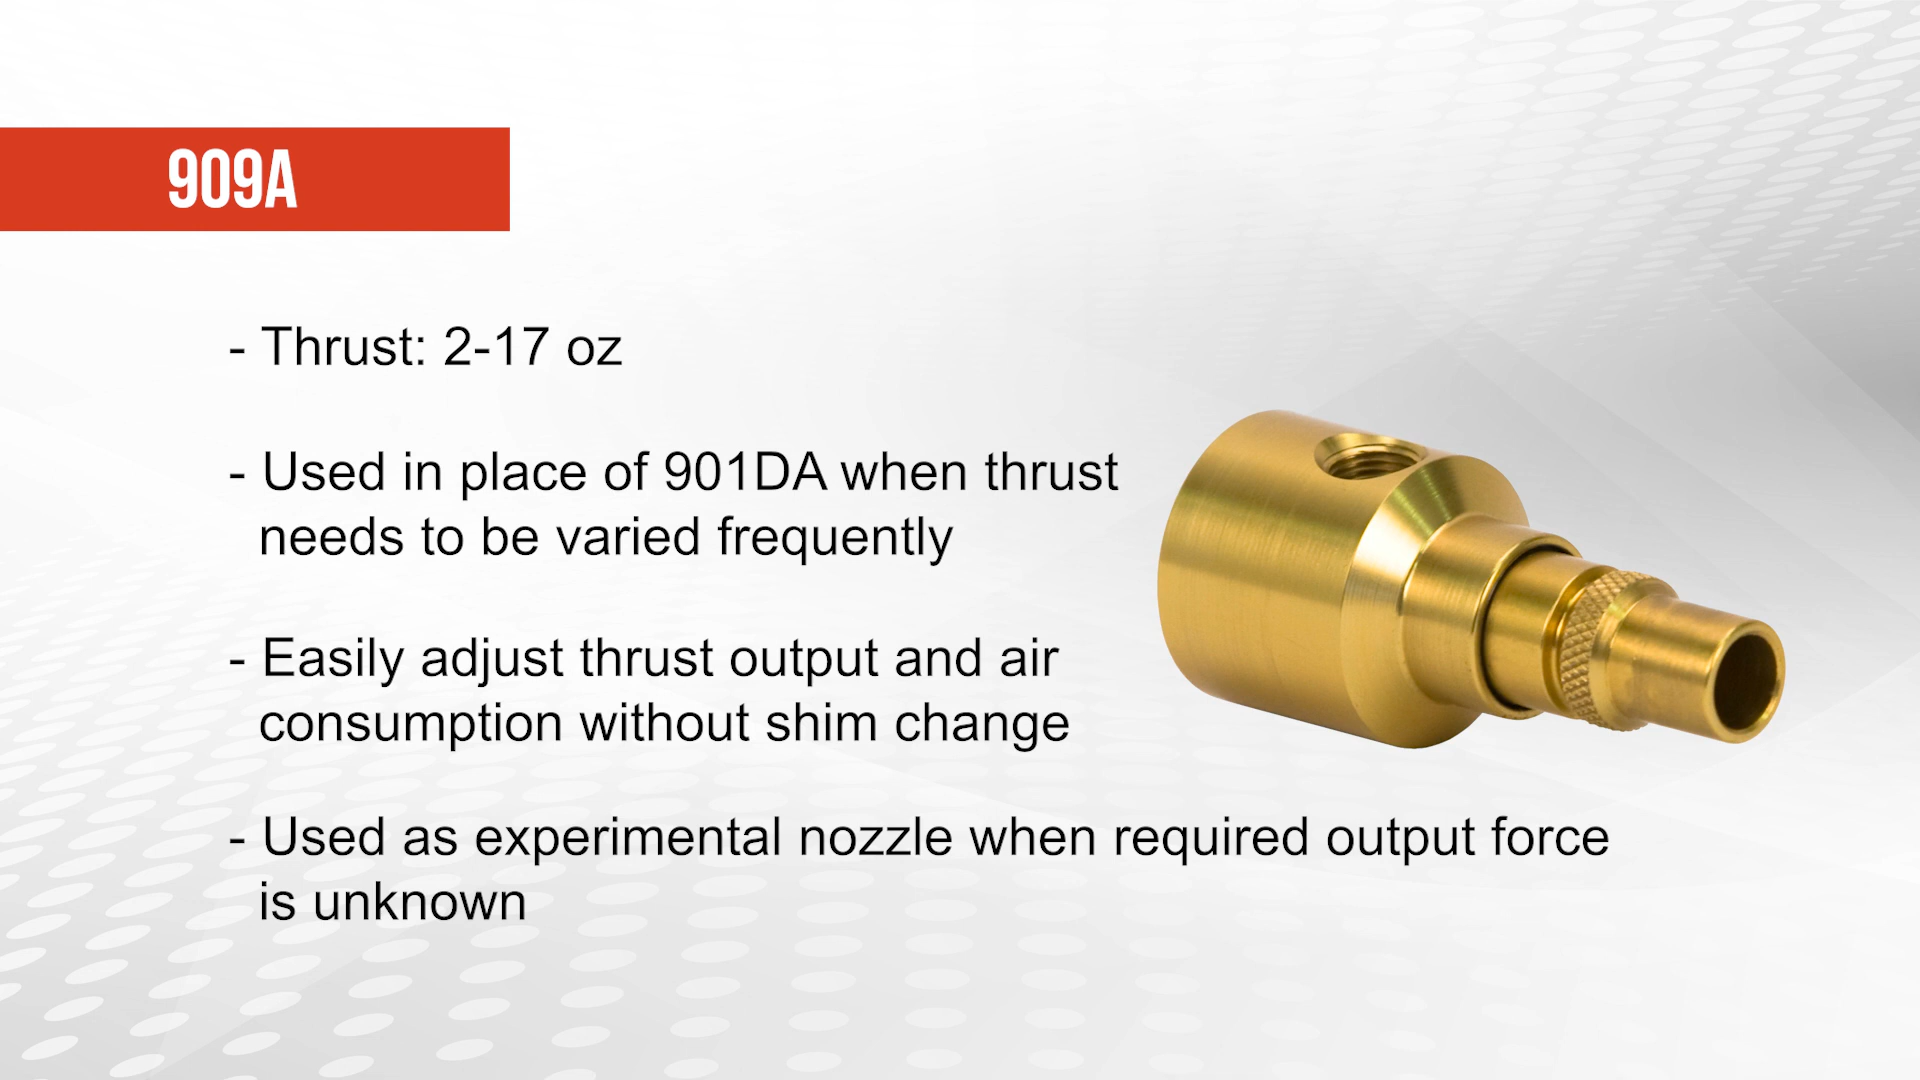 909A
- Thrust: 2-17 oz
- Used in place of 901DA when thrust
needs to be varied frequently
- Easily adjust thrust output and air
consumption without shim change
- Used as experimental nozzle when required output force
is unknown